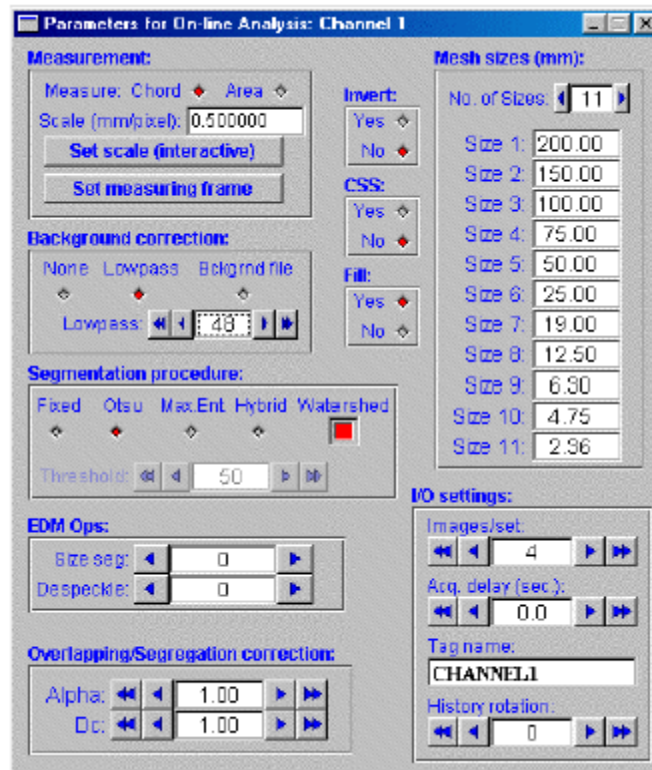 Parameters for On-line Analysis: Channel 1
Measurement:
Measure: Chord Area
Scale (mm/pixel): 0.500000
Set scale (interactive)
Set measuring frame
Background correction:
None Lowpass Bckgrnd file
Lowpass: 48
Segmentation procedure:
Fixed Otsu Max.Ent. Hybrid Watershed
Threshold: 50
EDM Ops:
Size seg: 0
Despeckle: 0
Overlapping/Segregation correction:
Alpha: 1.00
Dc: 1.00
Invert:
Yes
No
CSS:
Yes
No
Fill:
Yes
No
Mesh sizes (mm):
No. of Sizes: 11
Size 1: 200.00
Size 2: 150.00
Size 3: 100.00
Size 4: 75.00
Size 5: 50.00
Size 6: 25.00
Size 7: 19.00
Size 8: 12.50
Size 9: 6.30
Size 10: 4.75
Size 11: 2.36
I/O settings:
Images/set:
4
Acq. delay (sec.):
0.0
Tag name:
CHANNEL1
History rotation:
0